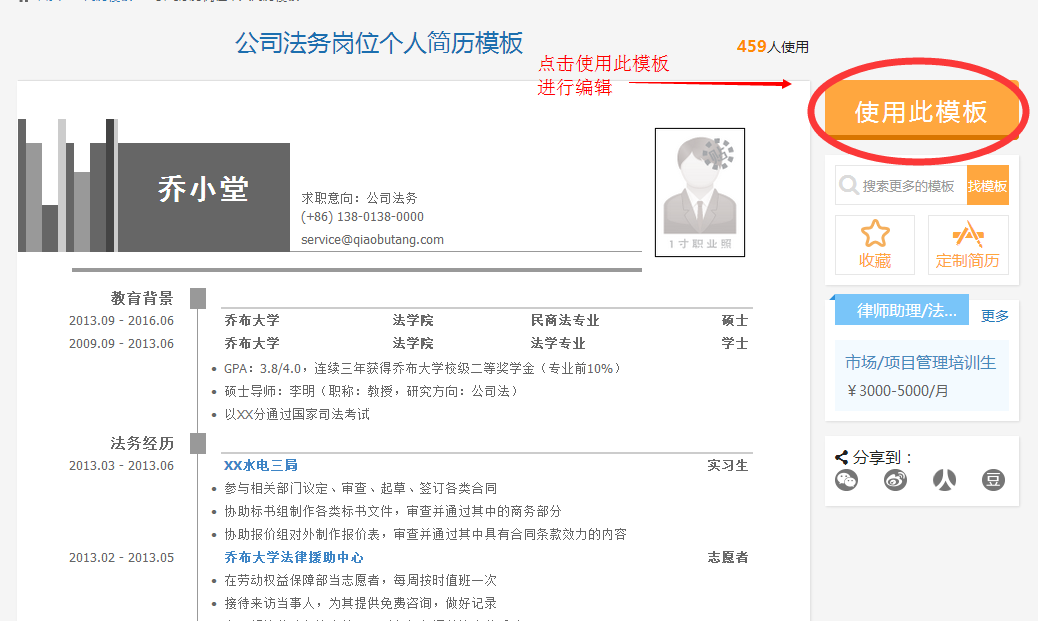 公司法务岗位个人简历模板
459人使用
点击使用此模板
进行编辑
使用此模板
搜索更多的模板
找模板
收藏
定制简历
律师助理/法...
更多
市场/项目管理培训生
￥3000-5000/月
分享到：
豆
乔小堂
求职意向：公司法务
(+86) 138-0138-0000
service@qiaobutang.com
1寸职业照
教育背景
2013.09 - 2016.06 乔布大学 法学院 民商法专业 硕士
2009.09 - 2013.06 乔布大学 法学院 法学专业 学士
• GPA：3.8/4.0，连续三年获得乔布大学校级二等奖学金（专业前10%）
• 硕士导师：李明（职称：教授，研究方向：公司法）
• 以XX分通过国家司法考试
法务经历
2013.03 - 2013.06 XX水电三局 实习生
• 参与相关部门议定、审查、起草、签订各类合同
• 协助标书组制作各类标书文件，审查并通过其中的商务部分
• 协助报价组对外制作报价表，审查并通过其中具有合同条款效力的内容
2013.02 - 2013.05 乔布大学法律援助中心 志愿者
• 在劳动权益保障部当志愿者，每周按时值班一次
• 接待来访当事人，为其提供免费咨询，做好记录